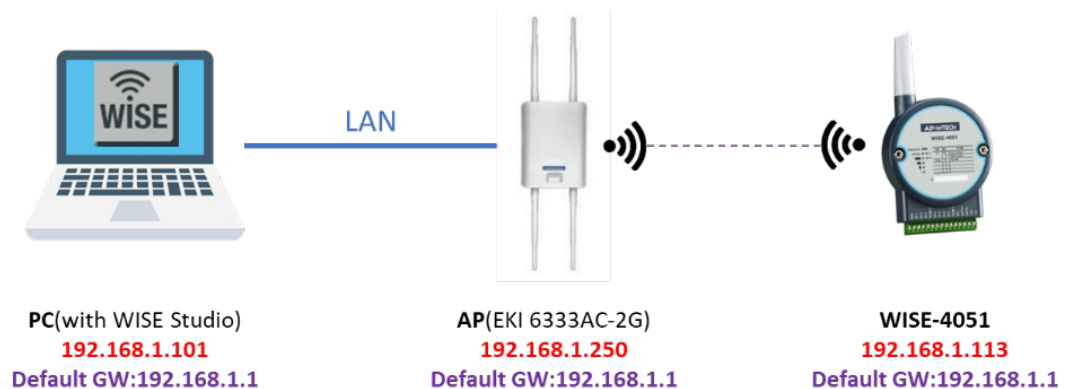 WiSE
LAN
ADVANTECH
WISE-4051
PC(with WISE Studio)
192.168.1.101
Default GW:192.168.1.1
AP(EKI 6333AC-2G)
192.168.1.250
Default GW:192.168.1.1
WISE-4051
192.168.1.113
Default GW:192.168.1.1